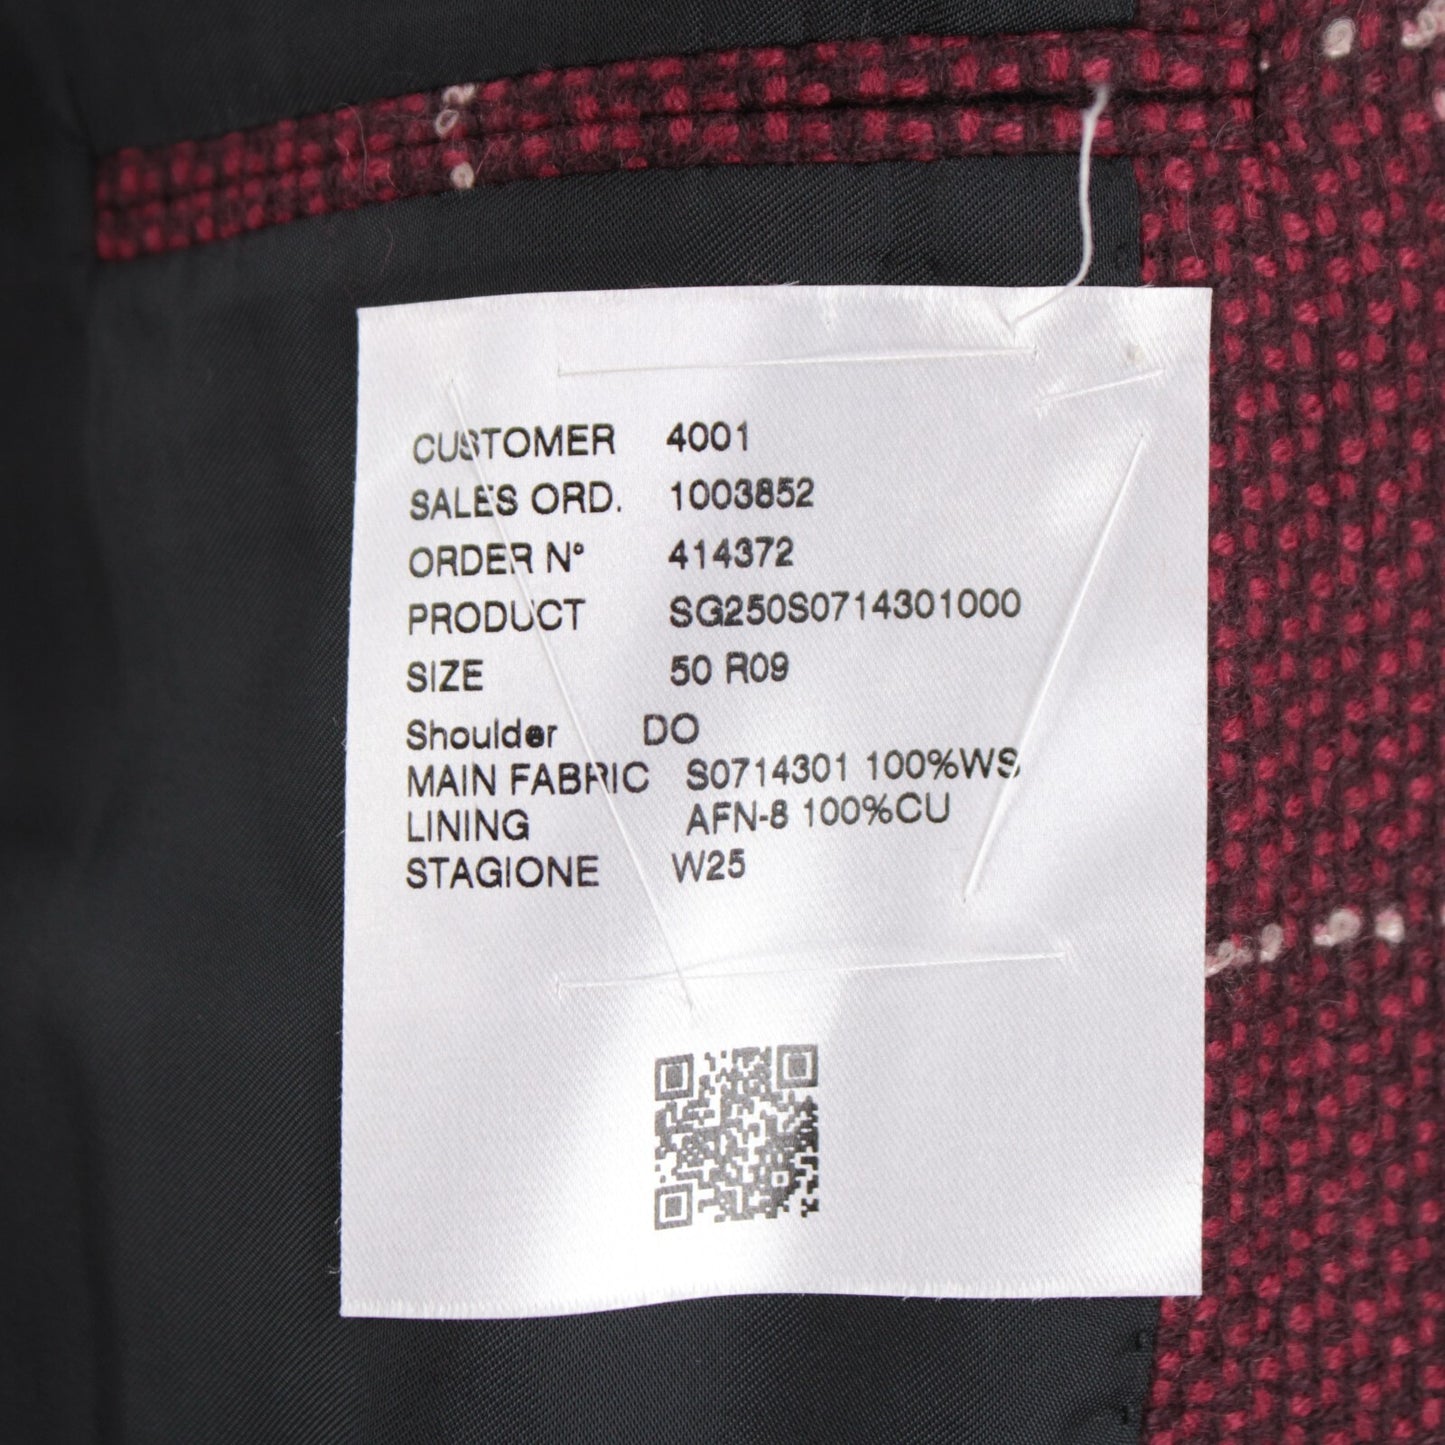 CUSTOMER 4001
SALES ORD. 1003852
ORDER N° 414372
PRODUCT SG250S0714301000
SIZE 50 R09
Shoulder DO
MAIN FABRIC S0714301 100%WS
LINING AFN-8 100%CU
STAGIONE W25